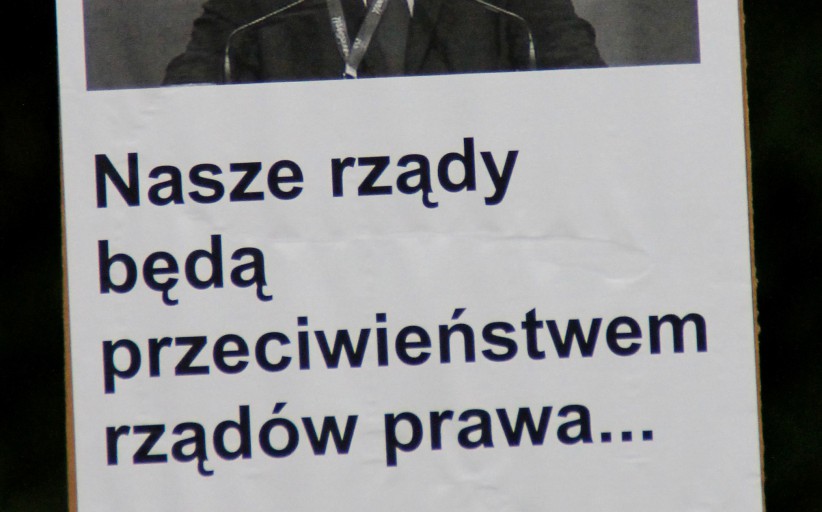 Nasze rządy
będą
przeciwieństwem
rządów prawa...